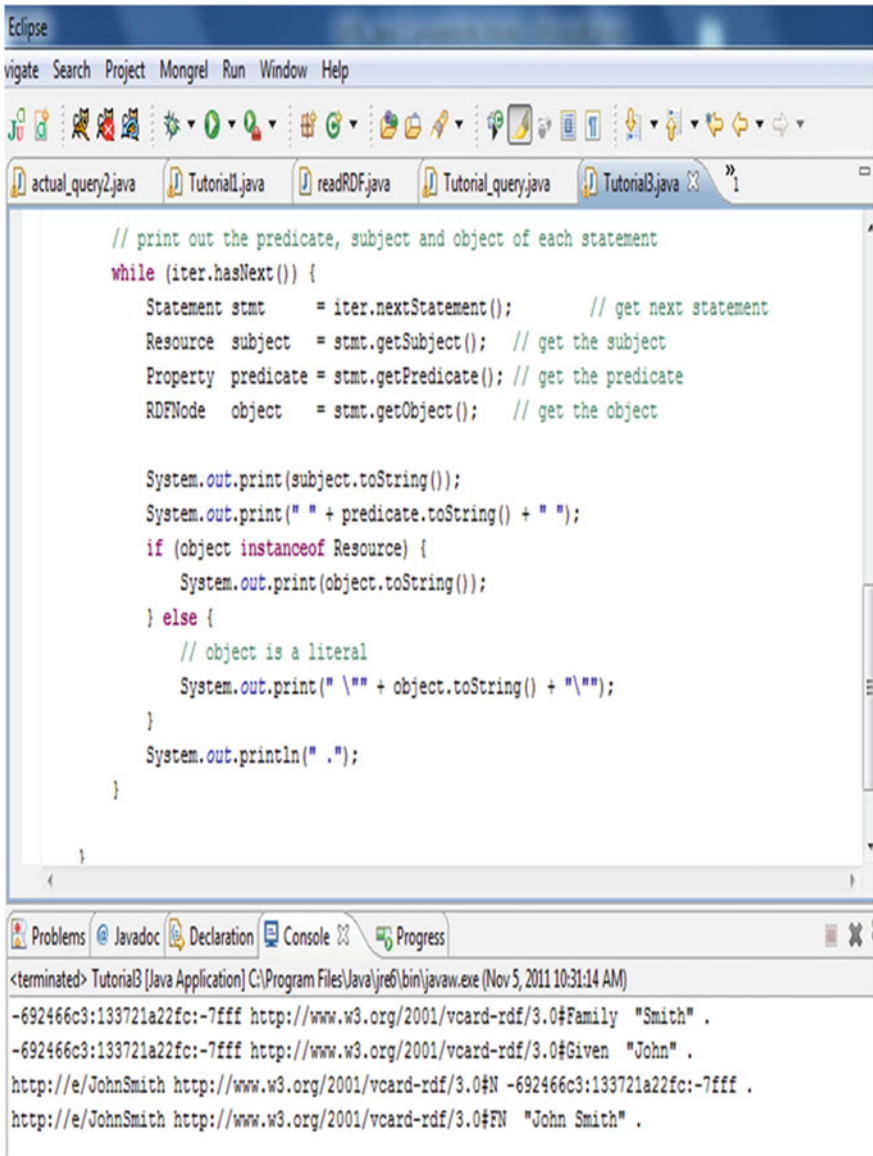 Eclipse
vigate Search Project Mongrel Run Window Help
actual_query2.java Tutorial1.java readRDF.java Tutorial_query.java Tutorial3.java »1
// print out the predicate, subject and object of each statement
while (iter.hasNext()) {
Statement stmt = iter.nextStatement(); // get next statement
Resource subject = stmt.getSubject(); // get the subject
Property predicate = stmt.getPredicate(); // get the predicate
RDFNode object = stmt.getObject(); // get the object
System.out.print(subject.toString());
System.out.print(" " + predicate.toString() + " ");
if (object instanceof Resource) {
System.out.print(object.toString());
} else {
// object is a literal
System.out.print(" \"" + object.toString() + "\"");
}
System.out.println(" .");
}
}
Problems @ Javadoc Declaration Console Progress
<terminated> Tutorial3 [Java Application] C:\Program Files\Java\jre6\bin\javaw.exe (Nov 5, 2011 10:31:14 AM)
-692466c3:133721a22fc:-7fff http://www.w3.org/2001/vcard-rdf/3.0#Family "Smith" .
-692466c3:133721a22fc:-7fff http://www.w3.org/2001/vcard-rdf/3.0#Given "John" .
http://e/JohnSmith http://www.w3.org/2001/vcard-rdf/3.0#N -692466c3:133721a22fc:-7fff .
http://e/JohnSmith http://www.w3.org/2001/vcard-rdf/3.0#FN "John Smith" .